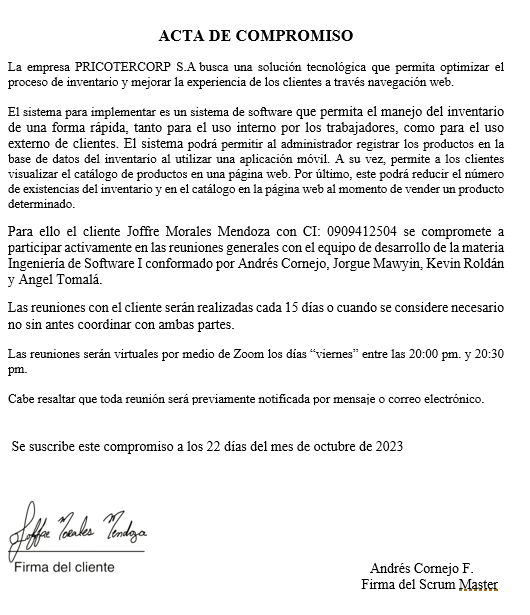 ACTA DE COMPROMISO
La empresa PRICOTERCORP S.A busca una solución tecnológica que permita optimizar el
proceso de inventario y mejorar la experiencia de los clientes a través navegación web.
El sistema para implementar es un sistema de software que permita el manejo del inventario
de una forma rápida, tanto para el uso interno por los trabajadores, como para el uso
externo de clientes. El sistema podrá permitir al administrador registrar los productos en la
base de datos del inventario al utilizar una aplicación móvil. A su vez, permite a los clientes
visualizar el catálogo de productos en una página web. Por último, este podrá reducir el número
de existencias del inventario y en el catálogo en la página web al momento de vender un producto
determinado.
Para ello el cliente Joffre Morales Mendoza con CI: 0909412504 se compromete a
participar activamente en las reuniones generales con el equipo de desarrollo de la materia
Ingeniería de Software I conformado por Andrés Cornejo, Jorgue Mawyin, Kevin Roldán
y Angel Tomalá.
Las reuniones con el cliente serán realizadas cada 15 días o cuando se considere necesario
no sin antes coordinar con ambas partes.
Las reuniones serán virtuales por medio de Zoom los días “viernes” entre las 20:00 pm. y 20:30
pm.
Cabe resaltar que toda reunión será previamente notificada por mensaje o correo electrónico.
Se suscribe este compromiso a los 22 días del mes de octubre de 2023
Joffre Morales Mendoza
Firma del cliente
Andrés Cornejo F.
Firma del Scrum Master